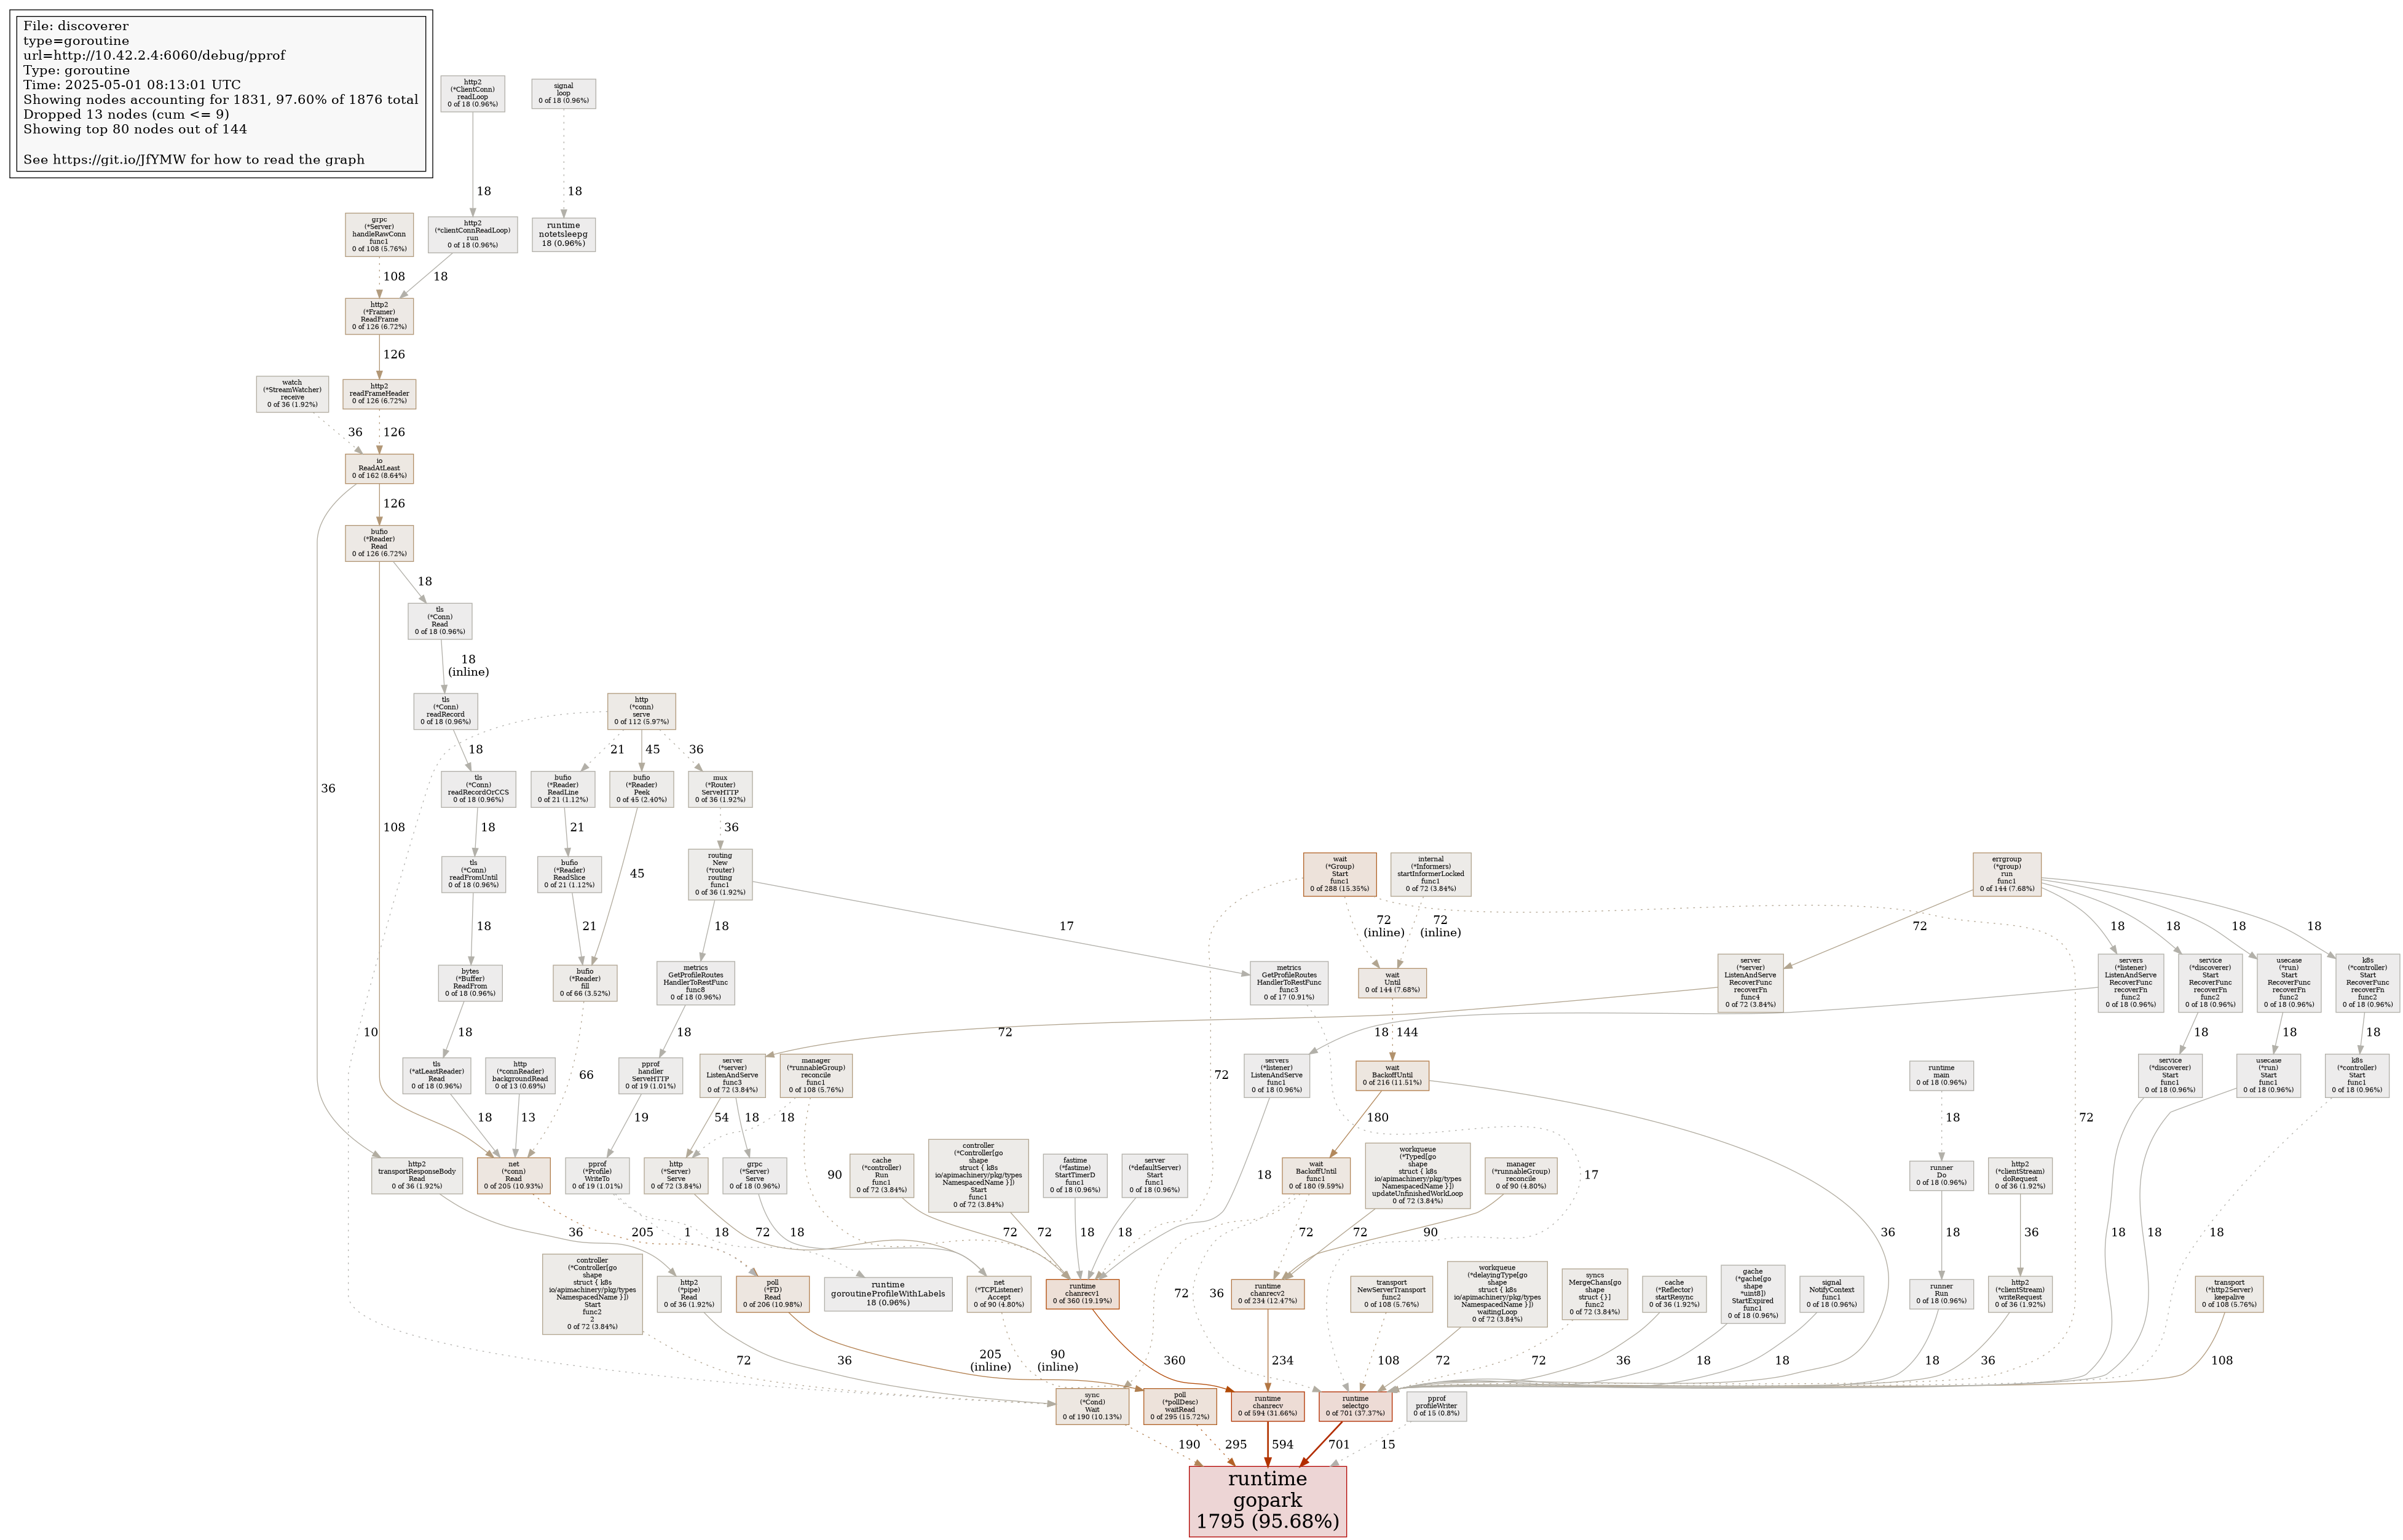 File: discoverer
type=goroutine
url=http://10.42.2.4:6060/debug/pprof
Type: goroutine
Time: 2025-05-01 08:13:01 UTC
Showing nodes accounting for 1831, 97.60% of 1876 total
Dropped 13 nodes (cum <= 9)
Showing top 80 nodes out of 144
See https://git.io/JfYMW for how to read the graph
http2
(*ClientConn)
readLoop
0 of 18 (0.96%)
signal
loop
0 of 18 (0.96%)
18
18
grpc
(*Server)
handleRawConn
func1
0 of 108 (5.76%)
http2
(*clientConnReadLoop)
run
0 of 18 (0.96%)
runtime
notetsleepg
18 (0.96%)
108
18
http2
(*Framer)
ReadFrame
0 of 126 (6.72%)
126
watch
(*StreamWatcher)
receive
0 of 36 (1.92%)
http2
readFrameHeader
0 of 126 (6.72%)
36
126
io
ReadAtLeast
0 of 162 (8.64%)
126
bufio
(*Reader)
Read
0 of 126 (6.72%)
18
tls
(*Conn)
Read
0 of 18 (0.96%)
18
(inline)
tls
(*Conn)
readRecord
0 of 18 (0.96%)
http
(*conn)
serve
0 of 112 (5.97%)
18
21
45
36
36
tls
(*Conn)
readRecordOrCCS
0 of 18 (0.96%)
bufio
(*Reader)
ReadLine
0 of 21 (1.12%)
bufio
(*Reader)
Peek
0 of 45 (2.40%)
mux
(*Router)
ServeHTTP
0 of 36 (1.92%)
108
18
21
36
tls
(*Conn)
readFromUntil
0 of 18 (0.96%)
bufio
(*Reader)
ReadSlice
0 of 21 (1.12%)
45
routing
New
(*router)
routing
func1
0 of 36 (1.92%)
wait
(*Group)
Start
func1
0 of 288 (15.35%)
internal
(*Informers)
startInformerLocked
func1
0 of 72 (3.84%)
errgroup
(*group)
run
func1
0 of 144 (7.68%)
18
21
18
17
72
(inline)
72
(inline)
72
18
18
18
18
bytes
(*Buffer)
ReadFrom
0 of 18 (0.96%)
bufio
(*Reader)
fill
0 of 66 (3.52%)
metrics
GetProfileRoutes
HandlerToRestFunc
func8
0 of 18 (0.96%)
metrics
GetProfileRoutes
HandlerToRestFunc
func3
0 of 17 (0.91%)
wait
Until
0 of 144 (7.68%)
server
(*server)
ListenAndServe
RecoverFunc
recoverFn
func4
0 of 72 (3.84%)
servers
(*listener)
ListenAndServe
RecoverFunc
recoverFn
func2
0 of 18 (0.96%)
service
(*discoverer)
Start
RecoverFunc
recoverFn
func2
0 of 18 (0.96%)
usecase
(*run)
Start
RecoverFunc
recoverFn
func2
0 of 18 (0.96%)
k8s
(*controller)
Start
RecoverFunc
recoverFn
func2
0 of 18 (0.96%)
10
18
18
72
18
144
18
18
18
tls
(*atLeastReader)
Read
0 of 18 (0.96%)
http
(*connReader)
backgroundRead
0 of 13 (0.69%)
66
pprof
handler
ServeHTTP
0 of 19 (1.01%)
server
(*server)
ListenAndServe
func3
0 of 72 (3.84%)
manager
(*runnableGroup)
reconcile
func1
0 of 108 (5.76%)
72
servers
(*listener)
ListenAndServe
func1
0 of 18 (0.96%)
wait
BackoffUntil
0 of 216 (11.51%)
runtime
main
0 of 18 (0.96%)
service
(*discoverer)
Start
func1
0 of 18 (0.96%)
usecase
(*run)
Start
func1
0 of 18 (0.96%)
k8s
(*controller)
Start
func1
0 of 18 (0.96%)
18
13
19
54
18
18
180
72
18
http2
transportResponseBody
Read
0 of 36 (1.92%)
net
(*conn)
Read
0 of 205 (10.93%)
pprof
(*Profile)
WriteTo
0 of 19 (1.01%)
http
(*Server)
Serve
0 of 72 (3.84%)
grpc
(*Server)
Serve
0 of 18 (0.96%)
90
cache
(*controller)
Run
func1
0 of 72 (3.84%)
controller
(*Controller[go
shape
struct { k8s
io/apimachinery/pkg/types
NamespacedName }])
Start
func1
0 of 72 (3.84%)
fastime
(*fastime)
StartTimerD
func1
0 of 18 (0.96%)
server
(*defaultServer)
Start
func1
0 of 18 (0.96%)
18
wait
BackoffUntil
func1
0 of 180 (9.59%)
workqueue
(*Typed[go
shape
struct { k8s
io/apimachinery/pkg/types
NamespacedName }])
updateUnfinishedWorkLoop
0 of 72 (3.84%)
manager
(*runnableGroup)
reconcile
0 of 90 (4.80%)
17
runner
Do
0 of 18 (0.96%)
http2
(*clientStream)
doRequest
0 of 36 (1.92%)
36
205
1
18
72
18
72
72
18
18
72
72
90
36
18
36
18
18
18
controller
(*Controller[go
shape
struct { k8s
io/apimachinery/pkg/types
NamespacedName }])
Start
func2
2
0 of 72 (3.84%)
http2
(*pipe)
Read
0 of 36 (1.92%)
poll
(*FD)
Read
0 of 206 (10.98%)
runtime
goroutineProfileWithLabels
18 (0.96%)
net
(*TCPListener)
Accept
0 of 90 (4.80%)
runtime
chanrecv1
0 of 360 (19.19%)
72
36
runtime
chanrecv2
0 of 234 (12.47%)
transport
NewServerTransport
func2
0 of 108 (5.76%)
workqueue
(*delayingType[go
shape
struct { k8s
io/apimachinery/pkg/types
NamespacedName }])
waitingLoop
0 of 72 (3.84%)
syncs
MergeChans[go
shape
struct {}]
func2
0 of 72 (3.84%)
cache
(*Reflector)
startResync
0 of 36 (1.92%)
gache
(*gache[go
shape
*uint8])
StartExpired
func1
0 of 18 (0.96%)
signal
NotifyContext
func1
0 of 18 (0.96%)
runner
Run
0 of 18 (0.96%)
http2
(*clientStream)
writeRequest
0 of 36 (1.92%)
transport
(*http2Server)
keepalive
0 of 108 (5.76%)
72
36
205
(inline)
90
(inline)
360
234
108
72
72
36
18
18
18
36
108
sync
(*Cond)
Wait
0 of 190 (10.13%)
poll
(*pollDesc)
waitRead
0 of 295 (15.72%)
runtime
chanrecv
0 of 594 (31.66%)
runtime
selectgo
0 of 701 (37.37%)
pprof
profileWriter
0 of 15 (0.8%)
190
295
594
701
15
runtime
gopark
1795 (95.68%)